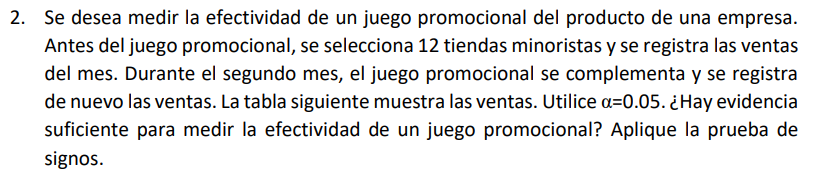 2. Se desea medir la efectividad de un juego promocional del producto de una empresa.
Antes del juego promocional, se selecciona 12 tiendas minoristas y se registra las ventas
del mes. Durante el segundo mes, el juego promocional se complementa y se registra
de nuevo las ventas. La tabla siguiente muestra las ventas. Utilice α=0.05. ¿Hay evidencia
suficiente para medir la efectividad de un juego promocional? Aplique la prueba de
signos.